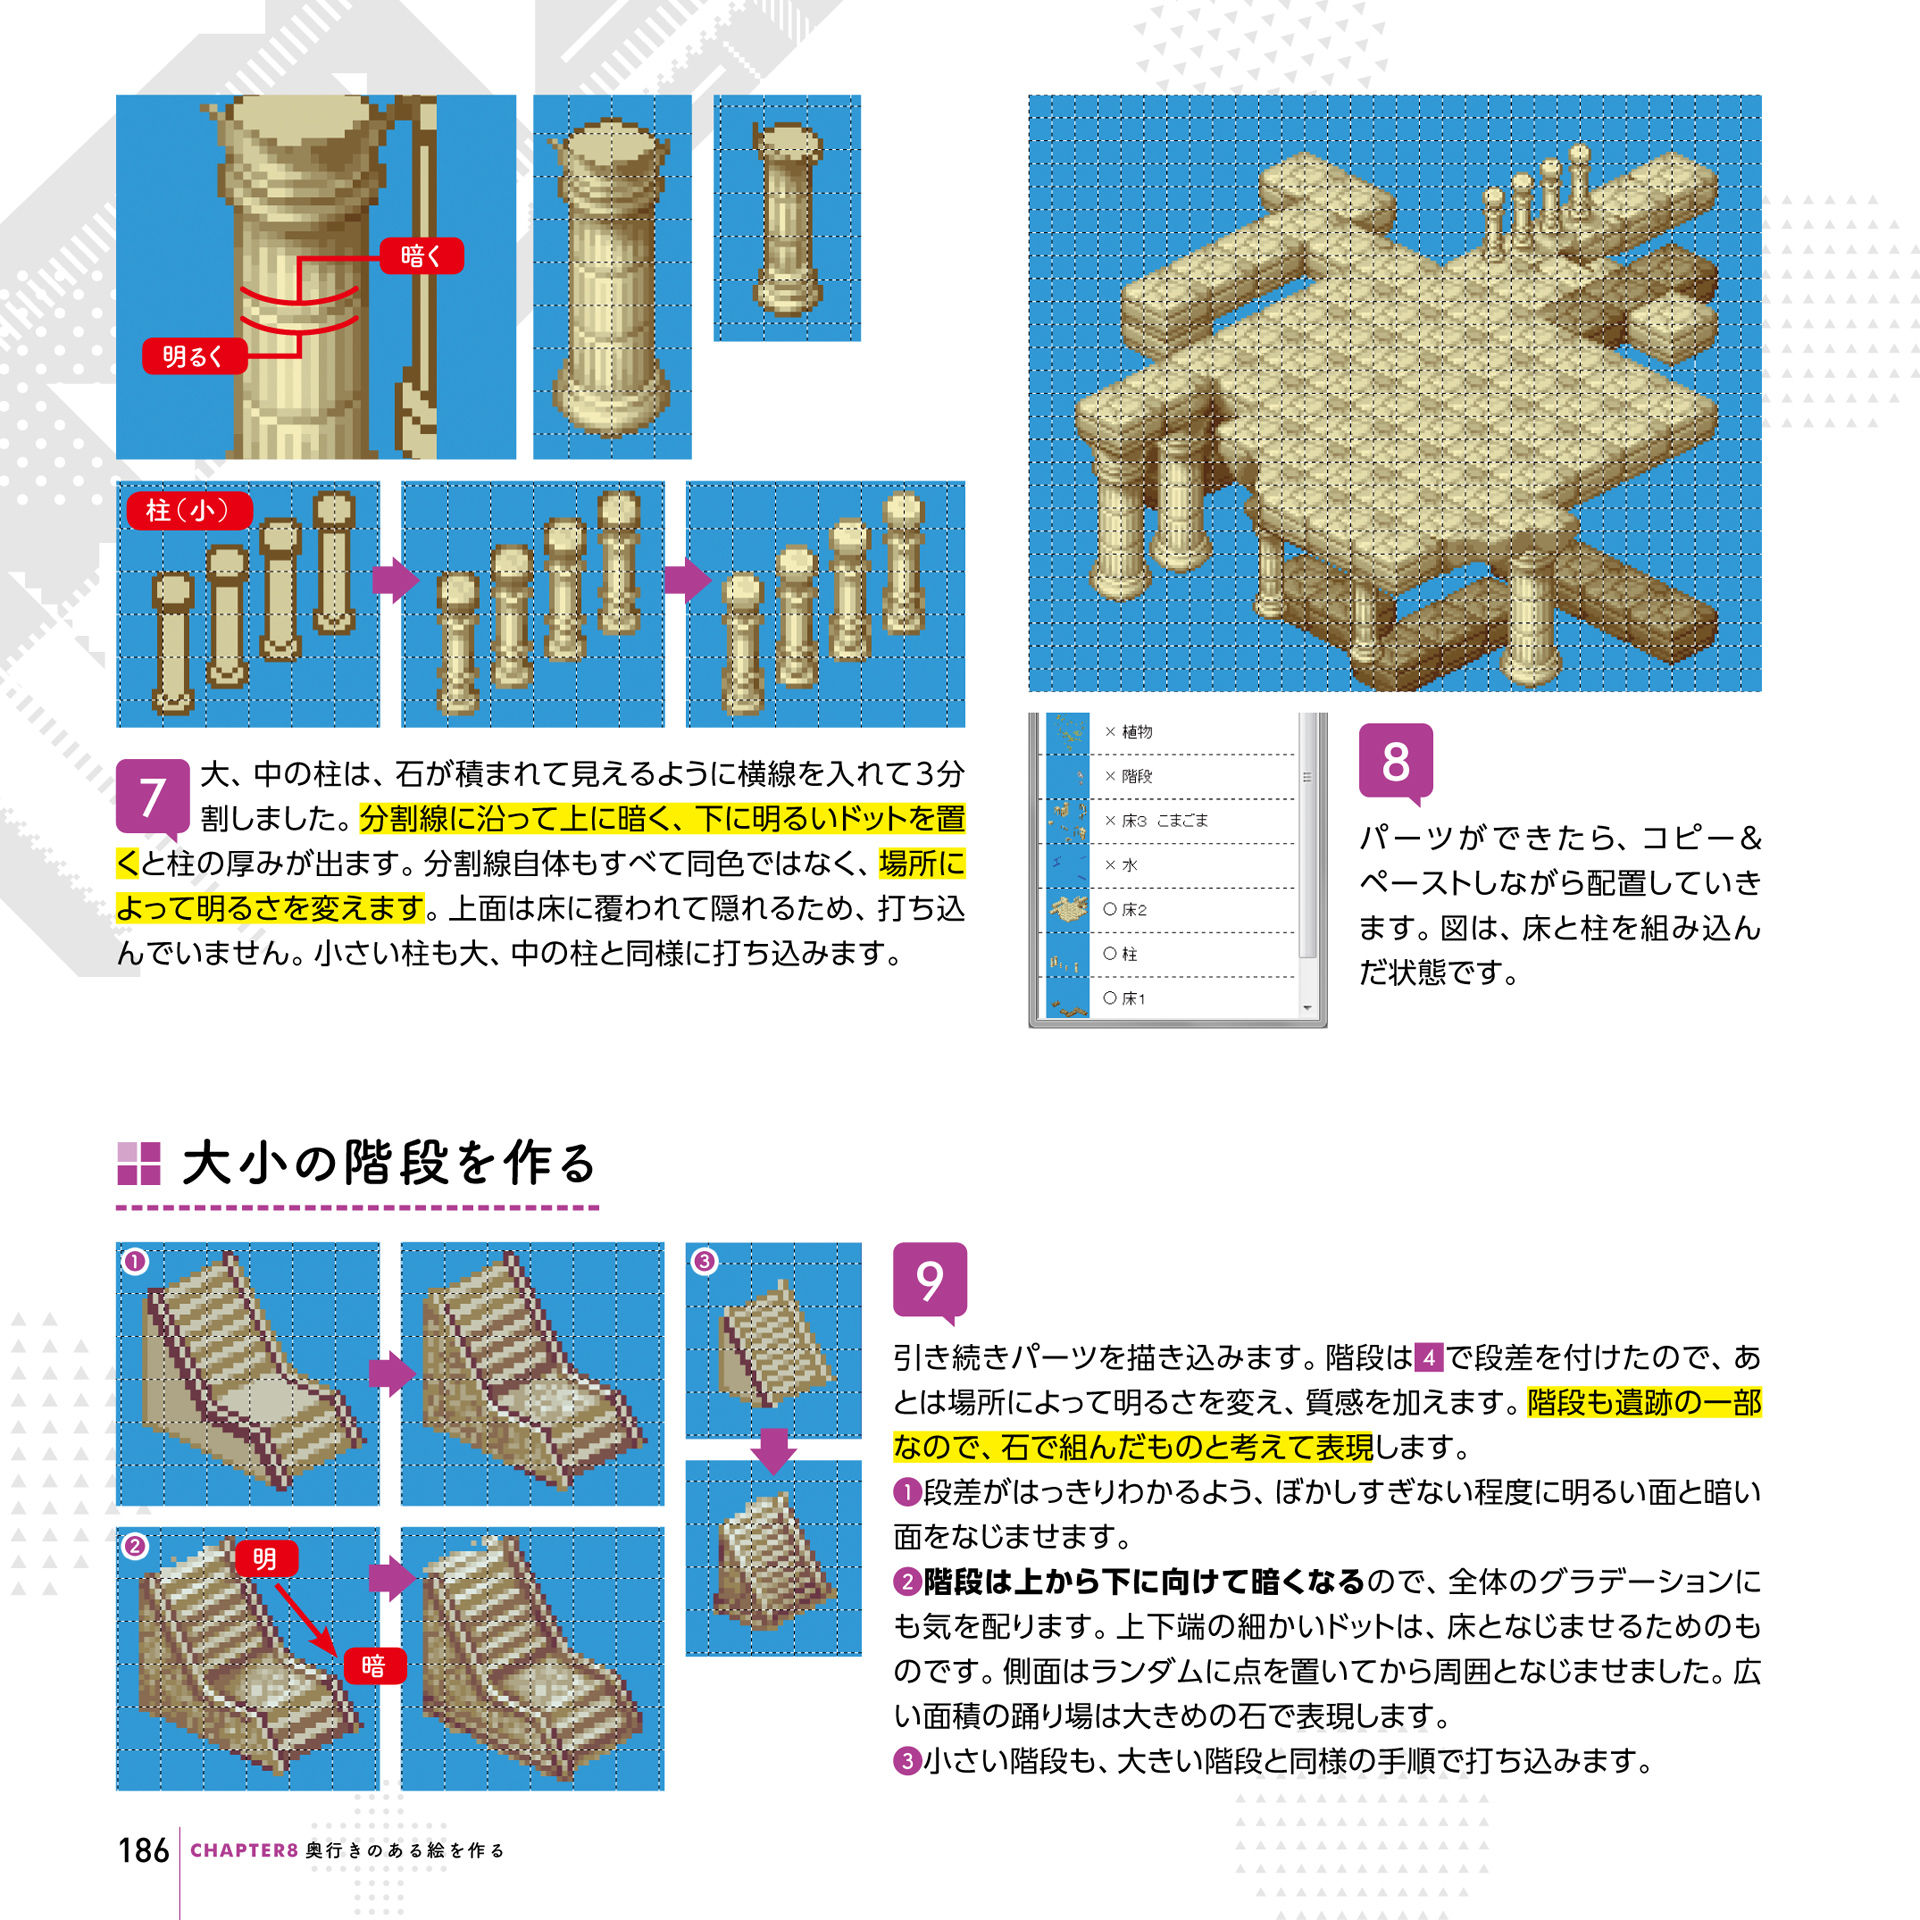 暗く
明るく
柱(小)
7
大、中の柱は、石が積まれて見えるように横線を入れて3分
割しました。分割線に沿って上に暗く、下に明るいドットを置
くと柱の厚みが出ます。分割線自体もすべて同色ではなく、場所に
よって明るさを変えます。上面は床に覆われて隠れるため、打ち込
んでいません。小さい柱も大、中の柱と同様に打ち込みます。
× 植物
× 階段
× 床3 こまごま
× 水
○ 床2
○ 柱
○ 床1
8
パーツができたら、コピー&
ペーストしながら配置していき
ます。図は、床と柱を組み込ん
だ状態です。
大小の階段を作る
1
2
明
暗
3
9
引き続きパーツを描き込みます。階段は4で段差を付けたので、あ
とは場所によって明るさを変え、質感を加えます。階段も遺跡の一部
なので、石で組んだものと考えて表現します。
❶段差がはっきりわかるよう、ぼかしすぎない程度に明るい面と暗い
面をなじませます。
❷階段は上から下に向けて暗くなるので、全体のグラデーションに
も気を配ります。上下端の細かいドットは、床となじませるためのも
のです。側面はランダムに点を置いてから周囲となじませました。広
い面積の踊り場は大きめの石で表現します。
❸小さい階段も、大きい階段と同様の手順で打ち込みます。
186 CHAPTER8 奥行きのある絵を作る